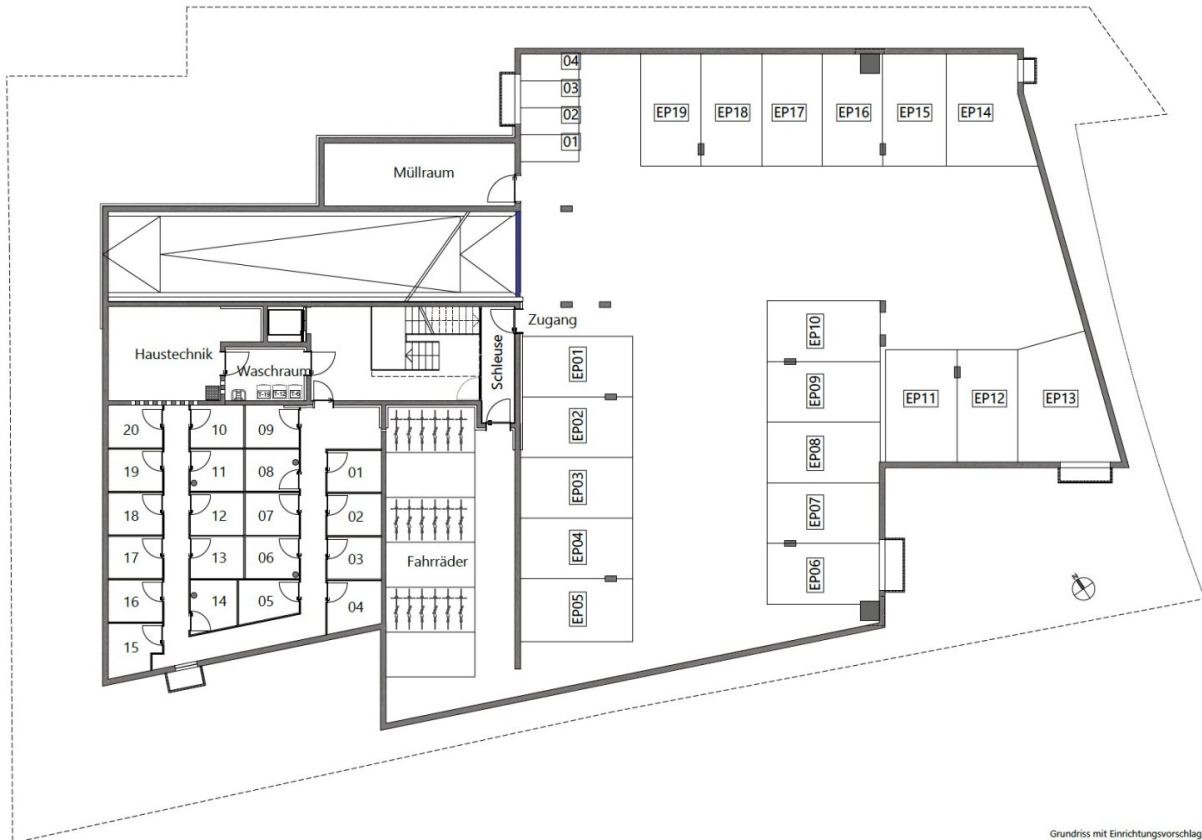 04
03
02
01
EP19
EP18
EP17
EP16
EP15
EP14
Müllraum
Zugang
Haustechnik
Waschraum
Schleuse
EP01
EP02
EP03
EP04
EP05
EP10
EP09
EP08
EP07
EP06
EP11
EP12
EP13
20
10
09
19
11
08
01
18
12
07
02
17
13
06
03
Fahrräder
16
14
05
04
15
N
Grundriss mit Einrichtungsvorschlag